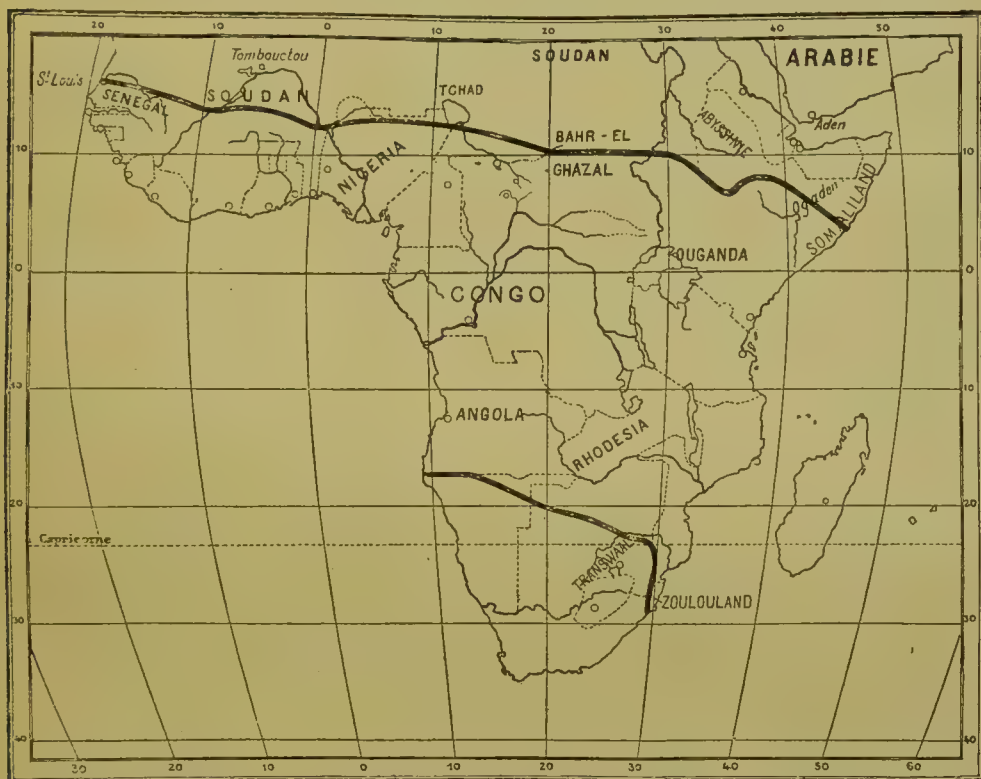 20 10 0 10 20 30 40 50
SOUDAN
ARABIE
Tombouctou
St Louis
SENEGAL
SOUDAN
TCHAD
ABYSSINIE
Aden
BAHR-EL
GHAZAL
10 10
NIGERIA
Ogaden
SOMALILAND
OUGANDA
0 0
CONGO
10 10
ANGOLA
RHODESIA
20 20
Capricorne
TRANSWAAL
ZOULOULAND
30 30
40 40
30 20 10 0 10 20 30 40 50 60